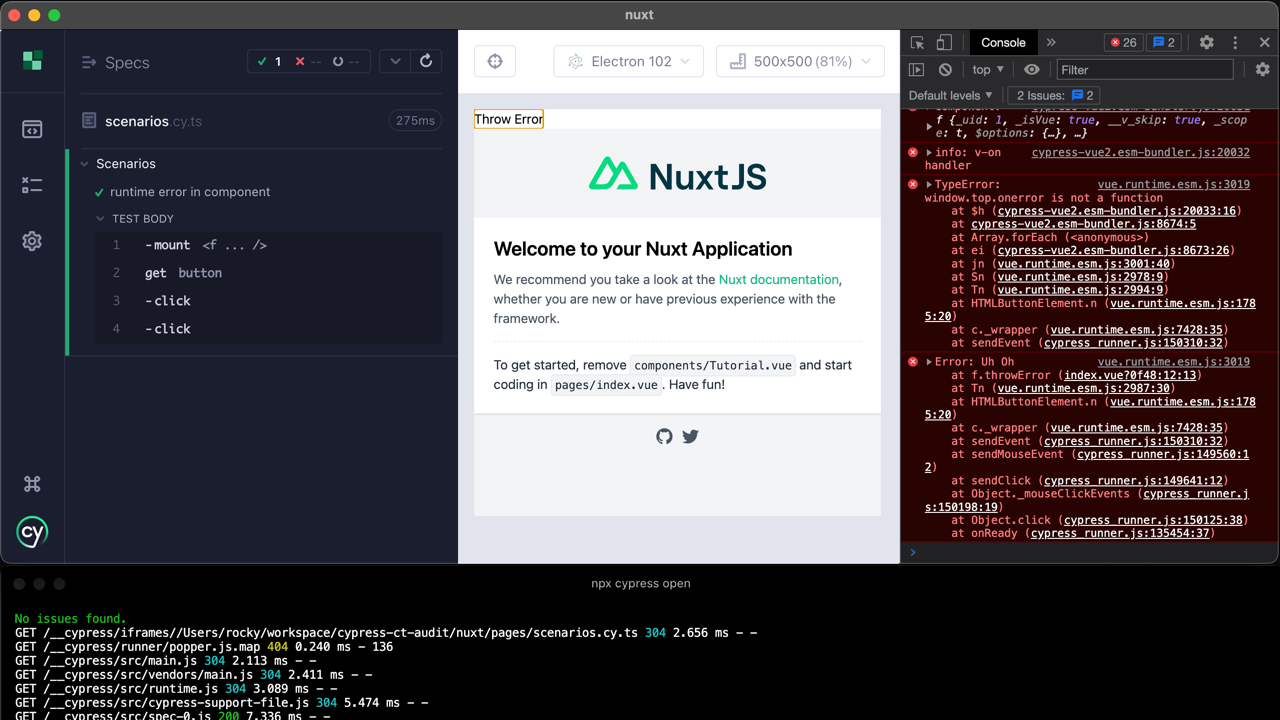 nuxt
Specs
1 -- --
scenarios.cy.ts
275ms
Scenarios
runtime error in component
TEST BODY
1 -mount <f ... />
2 get button
3 -click
4 -click
cy
Electron 102
500x500 (81%)
Throw Error
NuxtJS
Welcome to your Nuxt Application
We recommend you take a look at the Nuxt documentation,
whether you are new or have previous experience with the
framework.
To get started, remove components/Tutorial.vue and start
coding in pages/index.vue. Have fun!
Console
26
2
top
Filter
Default levels
2 Issues: 2
f {_uid: 1, _isVue: true, __v_skip: true, _scop
e: t, $options: {…}, …}
info: v-on cypress-vue2.esm-bundler.js:20032
handler
TypeError: vue.runtime.esm.js:3019
window.top.onerror is not a function
at $h (cypress-vue2.esm-bundler.js:20033:16)
at cypress-vue2.esm-bundler.js:8674:5
at Array.forEach (<anonymous>)
at ei (cypress-vue2.esm-bundler.js:8673:26)
at jn (vue.runtime.esm.js:3001:40)
at Sn (vue.runtime.esm.js:2978:9)
at Tn (vue.runtime.esm.js:2994:9)
at HTMLButtonElement.n (vue.runtime.esm.js:178
5:20)
at c._wrapper (vue.runtime.esm.js:7428:35)
at sendEvent (cypress_runner.js:150310:32)
Error: Uh Oh vue.runtime.esm.js:3019
at f.throwError (index.vue?0f48:12:13)
at Tn (vue.runtime.esm.js:2987:30)
at HTMLButtonElement.n (vue.runtime.esm.js:178
5:20)
at c._wrapper (vue.runtime.esm.js:7428:35)
at sendEvent (cypress_runner.js:150310:32)
at sendMouseEvent (cypress_runner.js:149560:1
2)
at sendClick (cypress_runner.js:149641:12)
at Object._mouseClickEvents (cypress_runner.j
s:150198:19)
at Object.click (cypress_runner.js:150125:38)
at onReady (cypress_runner.js:135454:37)
npx cypress open
No issues found.
GET /__cypress/iframes//Users/rocky/workspace/cypress-ct-audit/nuxt/pages/scenarios.cy.ts 304 2.656 ms - -
GET /__cypress/runner/popper.js.map 404 0.240 ms - 136
GET /__cypress/src/main.js 304 2.113 ms - -
GET /__cypress/src/vendors/main.js 304 2.411 ms - -
GET /__cypress/src/runtime.js 304 3.089 ms - -
GET /__cypress/src/cypress-support-file.js 304 5.474 ms - -
GET /__cypress/src/spec-0.js 200 7.336 ms - -